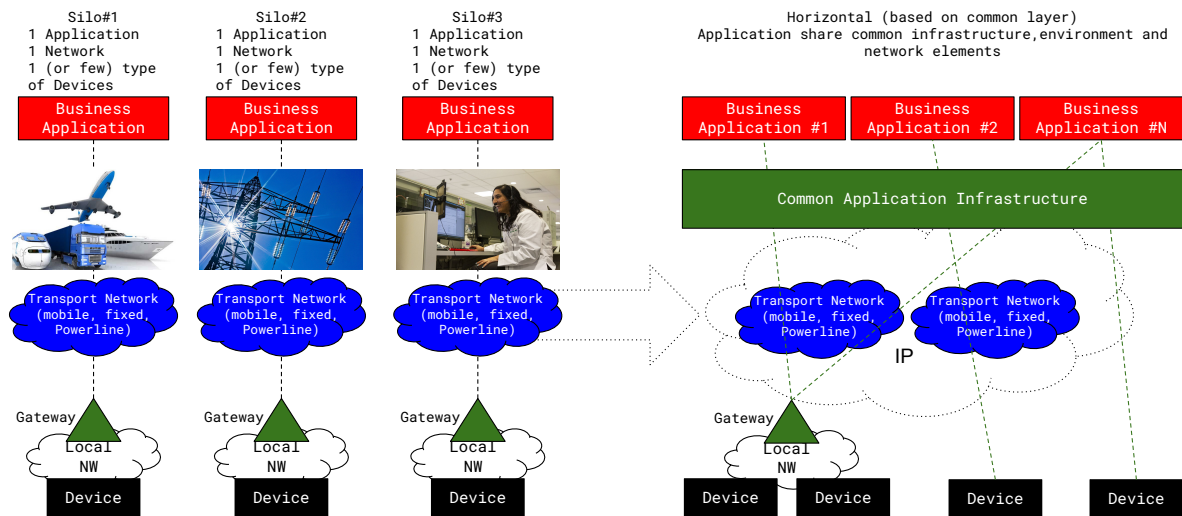 Silo#1
1 Application
1 Network
1 (or few) type
of Devices
Business
Application
Transport Network
(mobile, fixed,
Powerline)
Gateway
Local
NW
Device
Silo#2
1 Application
1 Network
1 (or few) type
of Devices
Business
Application
Transport Network
(mobile, fixed,
Powerline)
Gateway
Local
NW
Device
Silo#3
1 Application
1 Network
1 (or few) type
of Devices
Business
Application
Transport Network
(mobile, fixed,
Powerline)
Gateway
Local
NW
Device
Horizontal (based on common layer)
Application share common infrastructure,environment and
network elements
Business
Application #1
Business
Application #2
Business
Application #N
Common Application Infrastructure
Transport Network
(mobile, fixed,
Powerline)
Transport Network
(mobile, fixed,
Powerline)
IP
Gateway
Local
NW
Device
Device
Device
Device